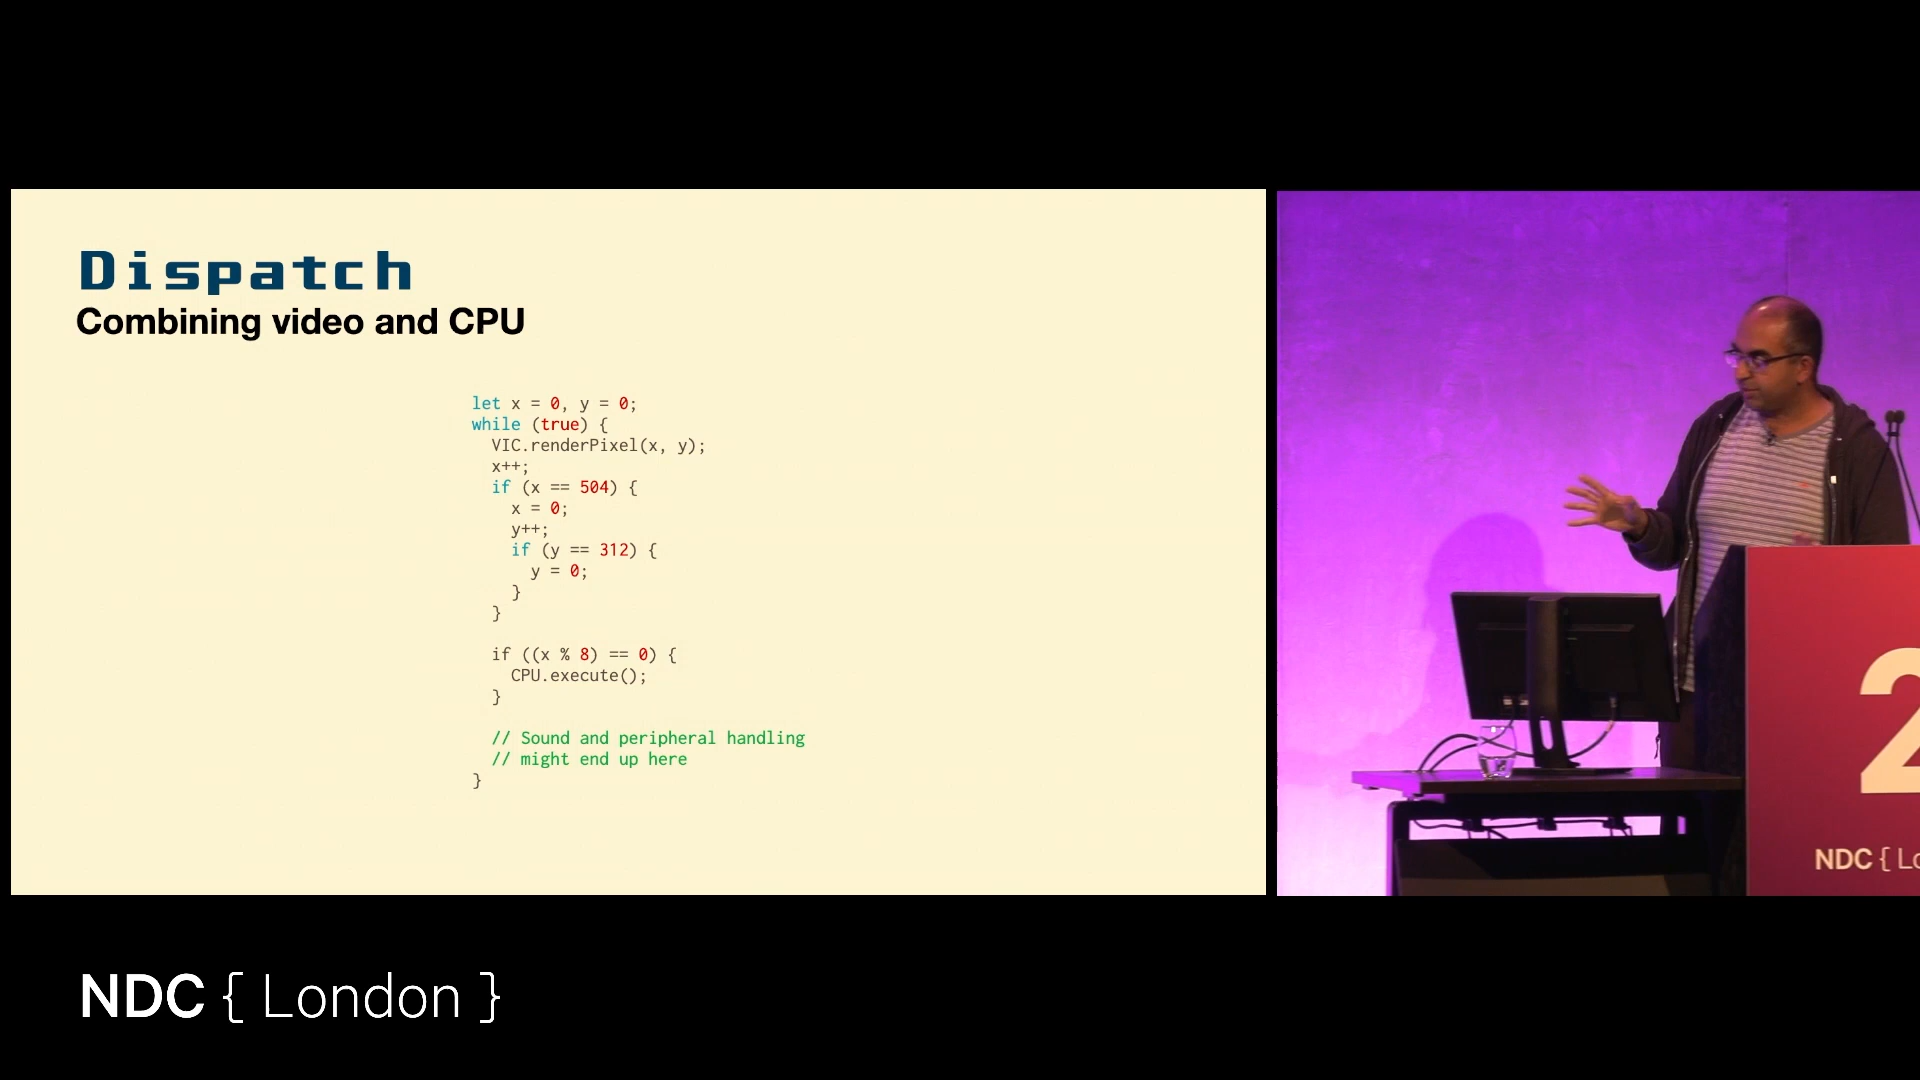 Dispatch
Combining video and CPU
let x = 0, y = 0;
while (true) {
  VIC.renderPixel(x, y);
  x++;
  if (x == 504) {
    x = 0;
    y++;
    if (y == 312) {
      y = 0;
    }
  }
  if ((x % 8) == 0) {
    CPU.execute();
  }
  // Sound and peripheral handling
  // might end up here
}
2
NDC { Lo
NDC { London }